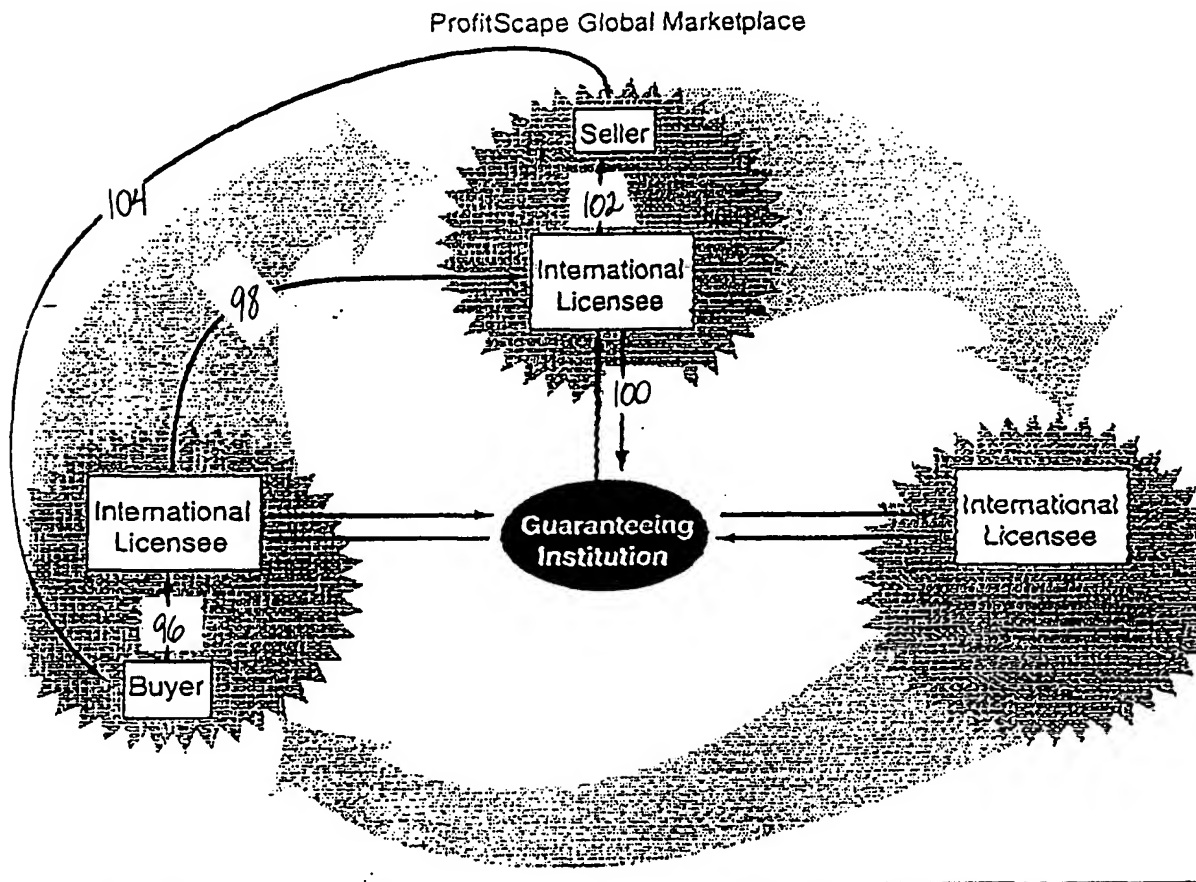 ProfitScape Global Marketplace
Seller
104
102
International
Licensee
98
100
International
Licensee
Guaranteeing
Institution
International
Licensee
96
Buyer